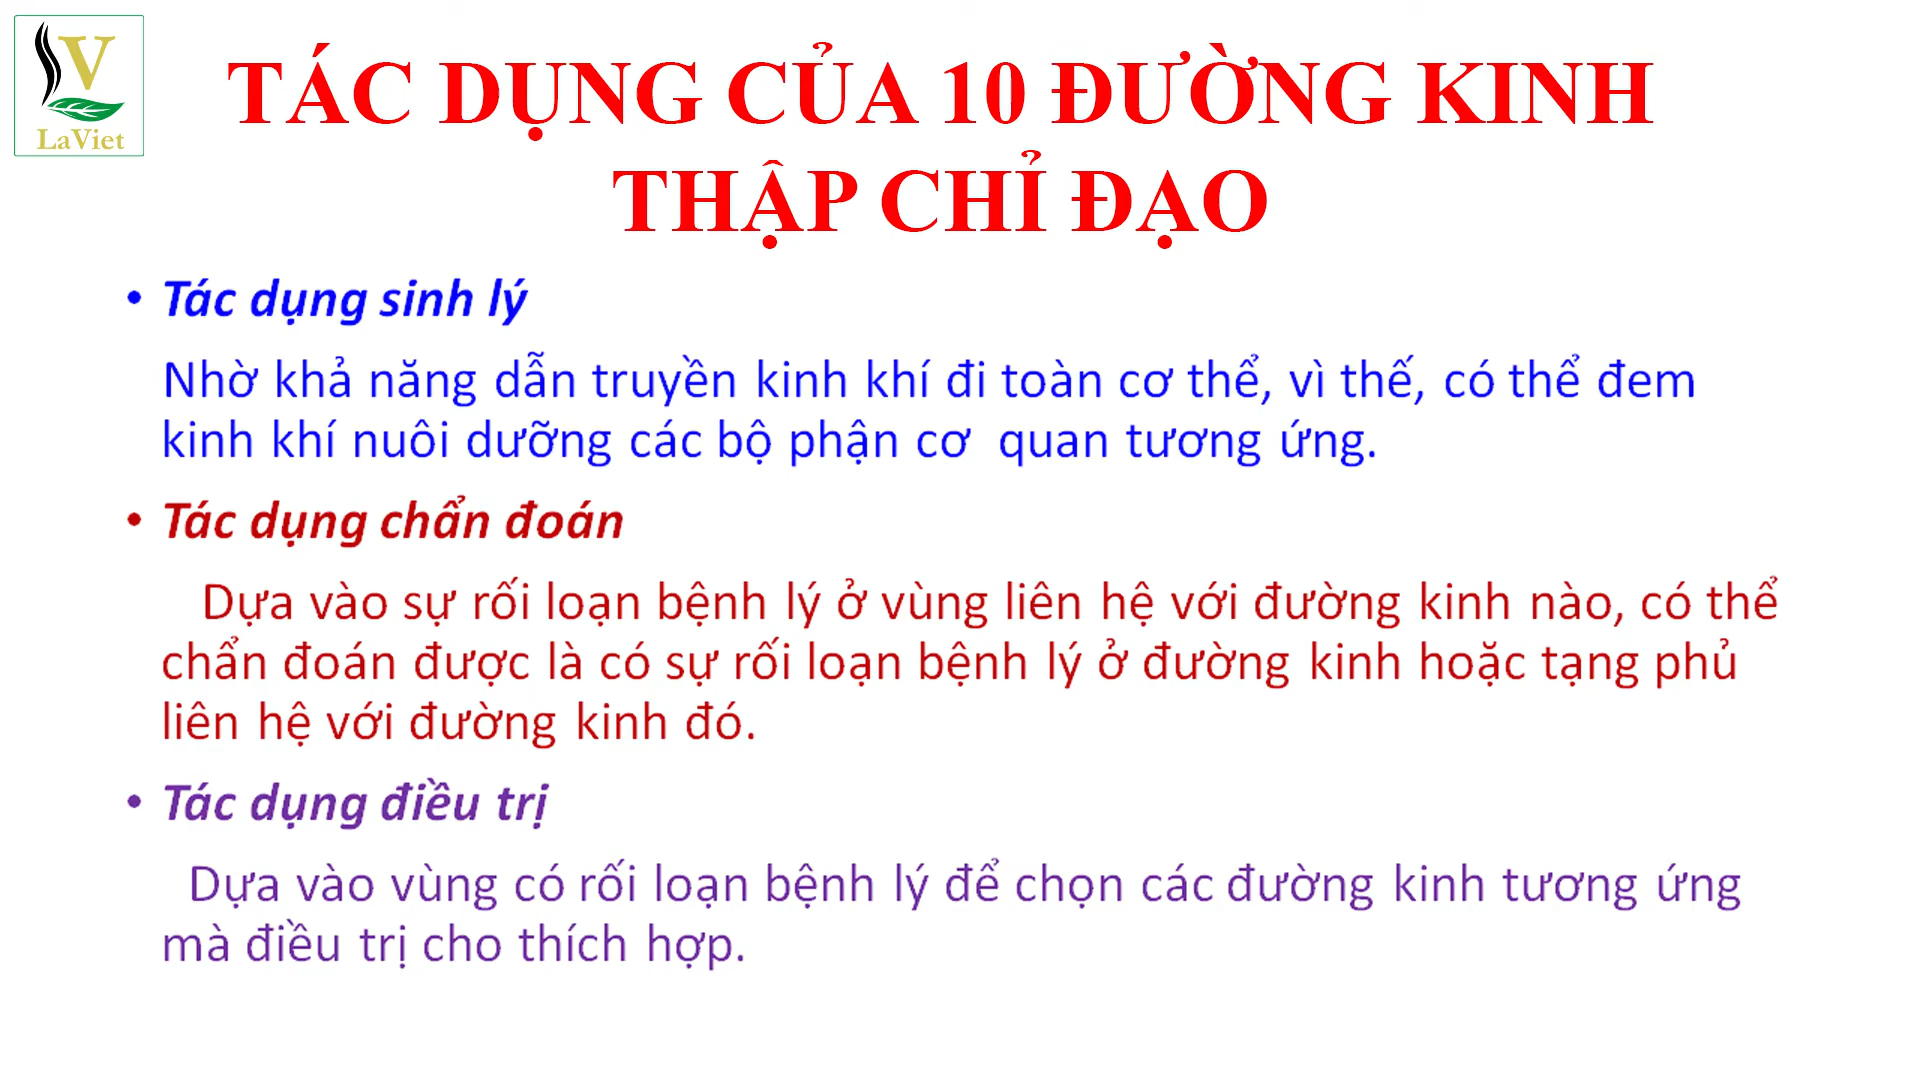 V
LaViet
TÁC DỤNG CỦA 10 ĐƯỜNG KINH
THẬP CHỈ ĐẠO
• Tác dụng sinh lý
Nhờ khả năng dẫn truyền kinh khí đi toàn cơ thể, vì thế, có thể đem
kinh khí nuôi dưỡng các bộ phận cơ quan tương ứng.
• Tác dụng chẩn đoán
Dựa vào sự rối loạn bệnh lý ở vùng liên hệ với đường kinh nào, có thể
chẩn đoán được là có sự rối loạn bệnh lý ở đường kinh hoặc tạng phủ
liên hệ với đường kinh đó.
• Tác dụng điều trị
Dựa vào vùng có rối loạn bệnh lý để chọn các đường kinh tương ứng
mà điều trị cho thích hợp.